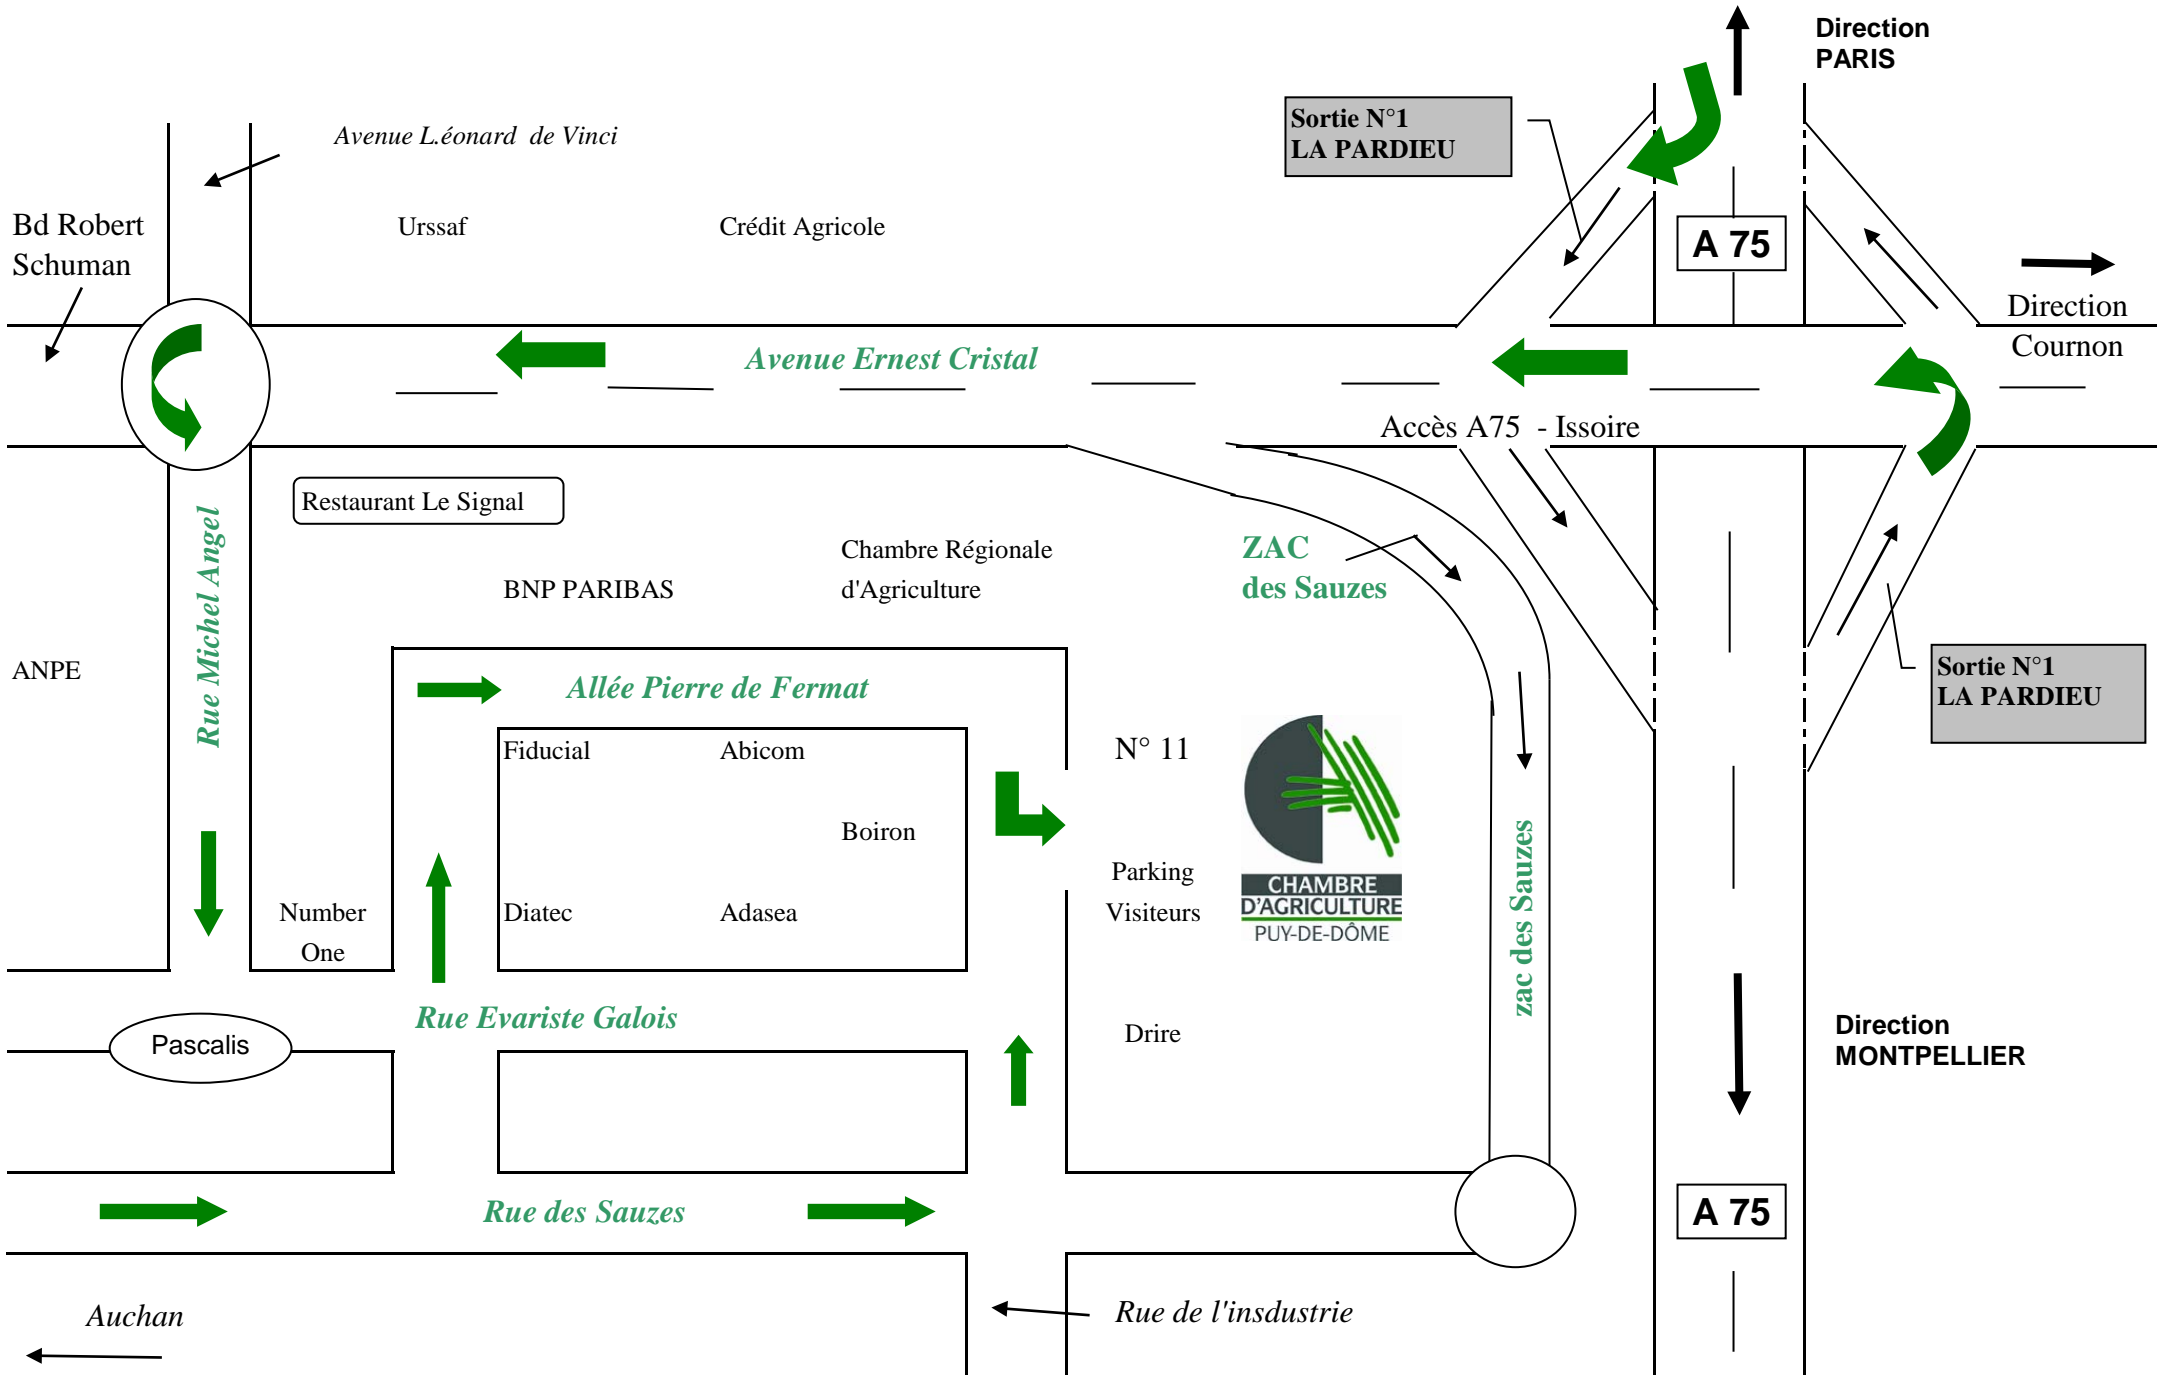 Direction
PARIS
Sortie N°1
LA PARDIEU
Avenue L.éonard  de Vinci
Bd Robert
Schuman
Urssaf
Crédit Agricole
A 75
Direction
Cournon
Avenue Ernest Cristal
Accès A75  - Issoire
Restaurant Le Signal
Rue Michel Angel
BNP PARIBAS
Chambre Régionale
d'Agriculture
ZAC
des Sauzes
ANPE
Allée Pierre de Fermat
Sortie N°1
LA PARDIEU
Fiducial
Abicom
N° 11
Boiron
Parking
Visiteurs
CHAMBRE
D'AGRICULTURE
PUY-DE-DÔME
zac des Sauzes
Number
One
Diatec
Adasea
Rue Evariste Galois
Pascalis
Drire
Direction
MONTPELLIER
Rue des Sauzes
A 75
Auchan
Rue de l'insdustrie